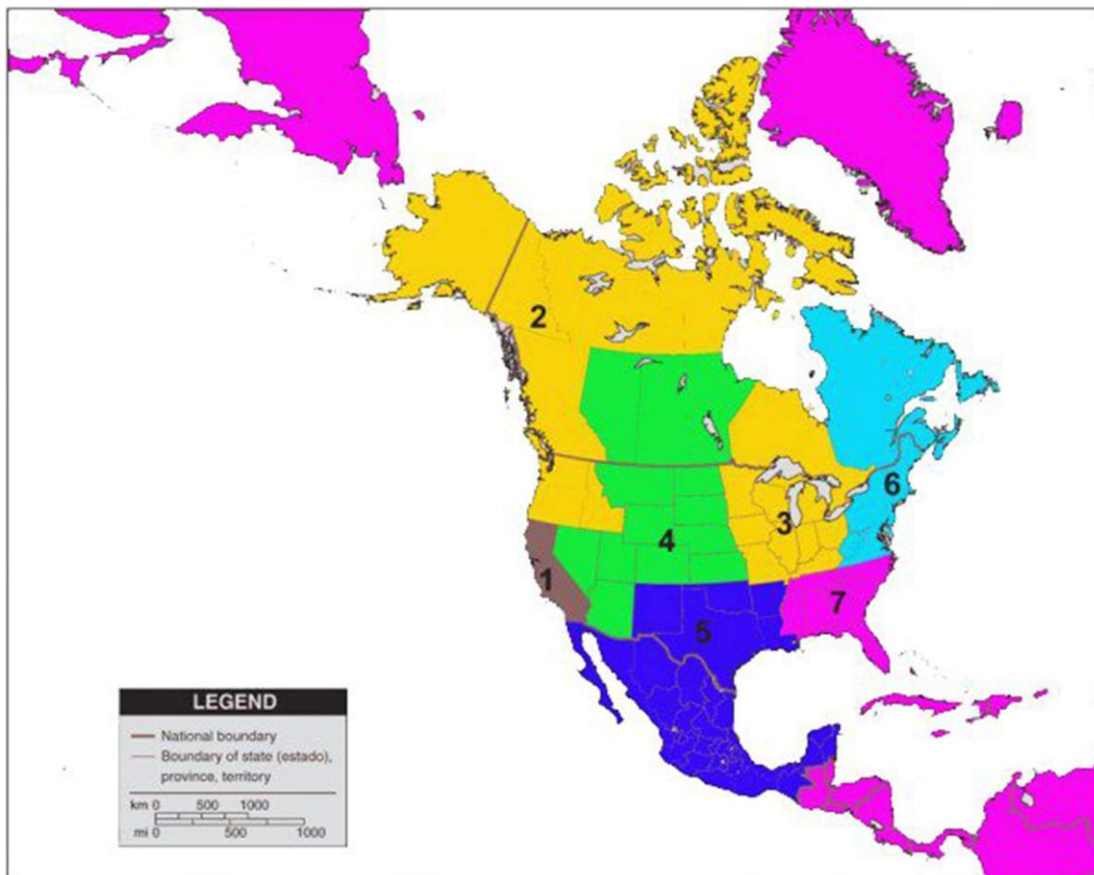 2
6
3
4
1
7
5
LEGEND
National boundary
Boundary of state (estado),
province, territory
km 0 500 1000
mi 0 500 1000